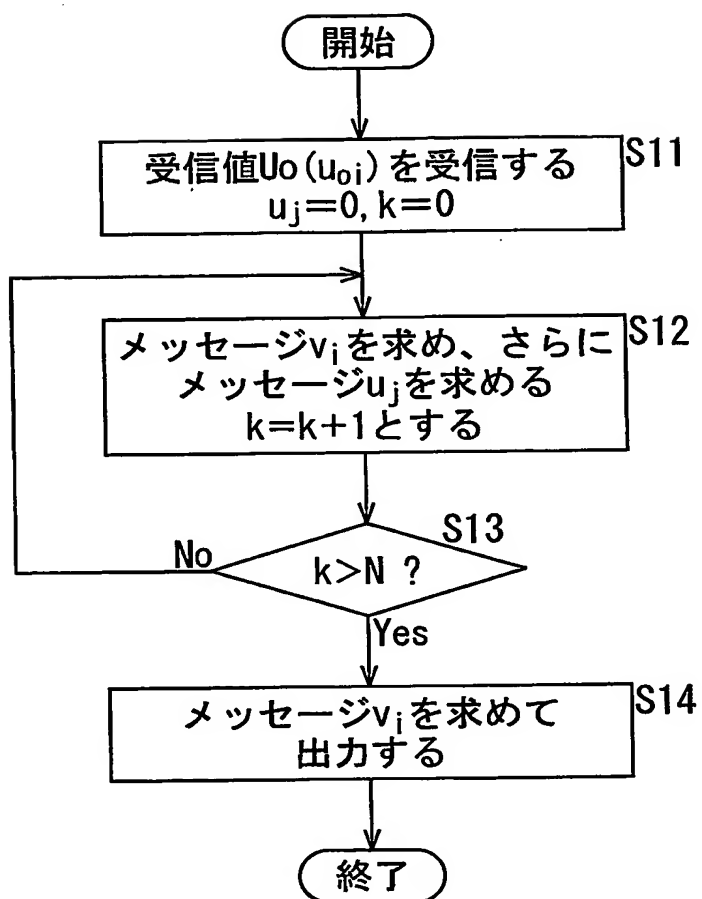 開始
受信値U0(u0i)を受信する
uj=0,k=0
S11
メッセージviを求め、さらに
メッセージujを求める
k=k+1とする
S12
S13
k>N ?
No
Yes
メッセージviを求めて
出力する
S14
終了